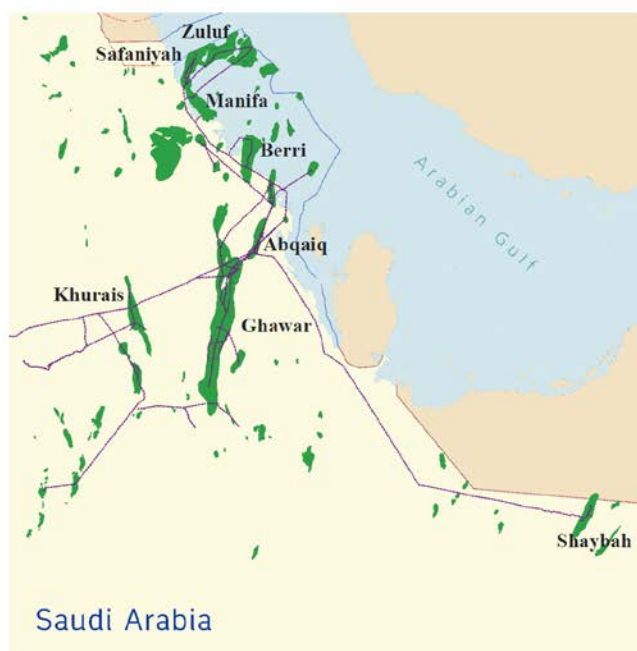 Zuluf
Safaniyah
Manifa
Berri
Arabian Gulf
Abqaiq
Khurais
Ghawar
Shaybah
Saudi Arabia